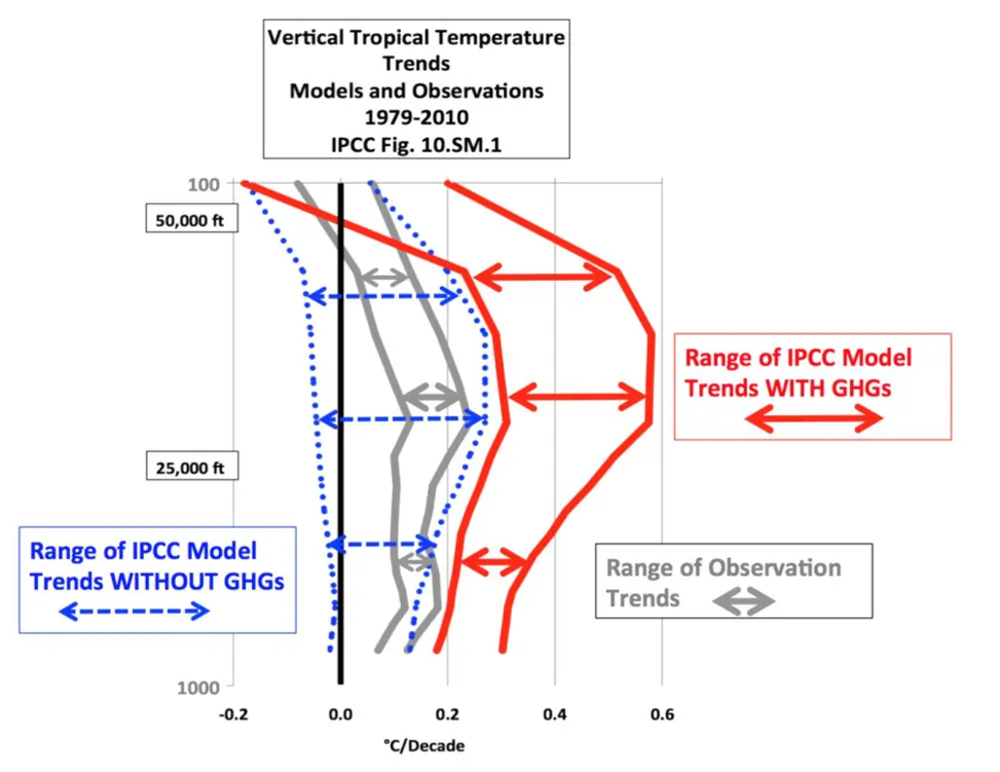 Vertical Tropical Temperature
Trends
Models and Observations
1979-2010
IPCC Fig. 10.SM.1
100
50,000 ft
Range of IPCC Model
Trends WITH GHGs
25,000 ft
Range of IPCC Model
Trends WITHOUT GHGs
Range of Observation
Trends
1000
-0.2 0.0 0.2 0.4 0.6
°C/Decade